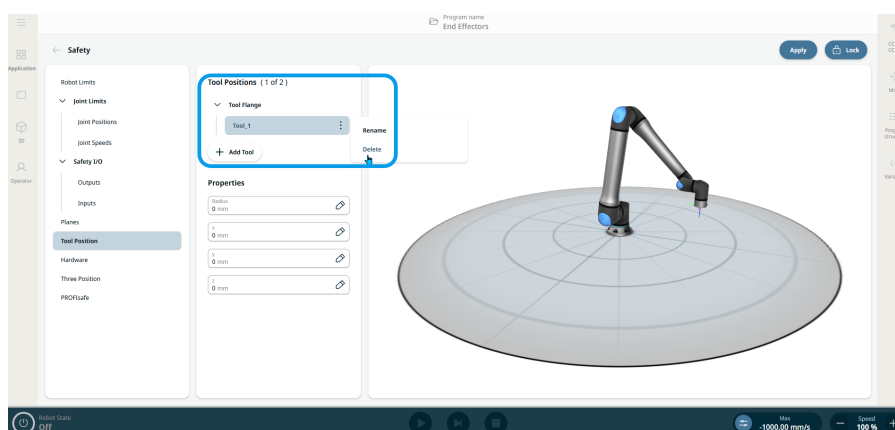 Program name
End Effectors
Safety
Apply
Lock
Application
3D
Operator
Robot Limits
Joint Limits
Joint Positions
Joint Speeds
Safety I/O
Outputs
Inputs
Planes
Tool Position
Hardware
Three Position
PROFIsafe
Tool Positions ( 1 of 2 )
Tool Flange
Tool_1
Rename
Delete
Add Tool
Properties
Radius
0 mm
X
0 mm
Y
0 mm
Z
0 mm
Robot State
Off
Max
-1000.00 mm/s
Speed
100 %